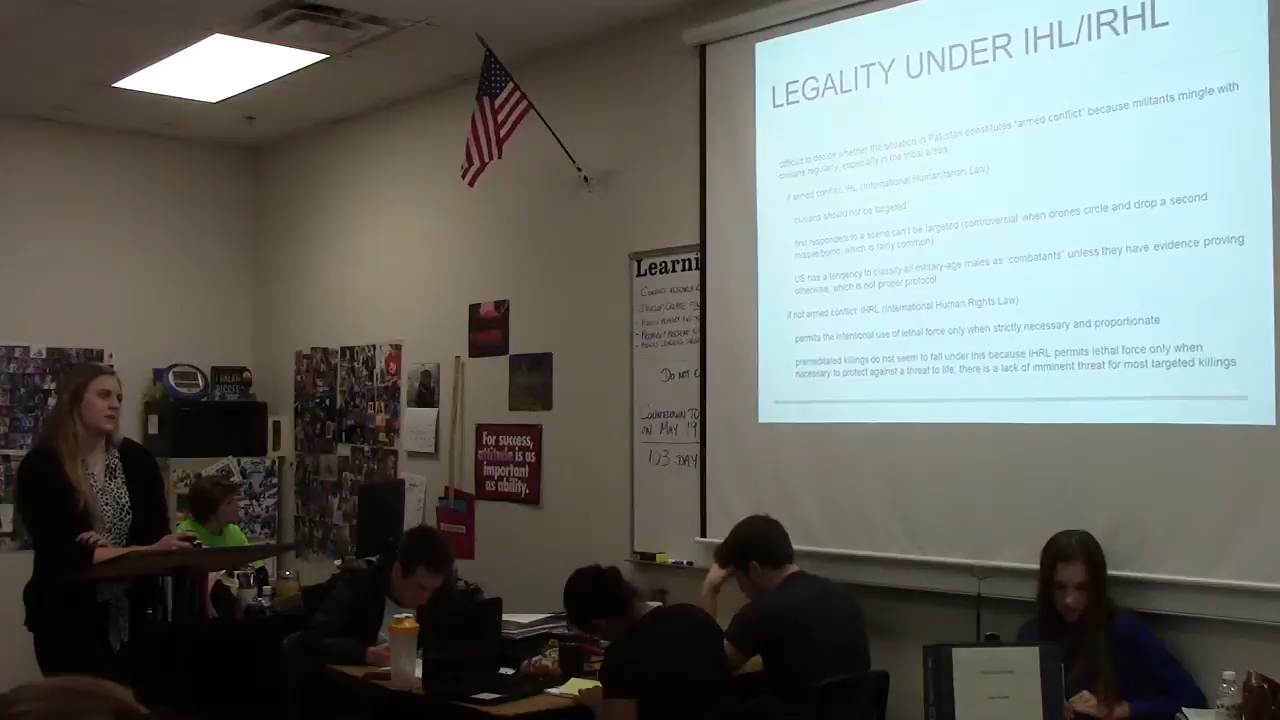 LEGALITY UNDER IHL/IRHL
difficult to decide whether the situation in Pakistan constitutes "armed conflict" because militants mingle with
civilians regularly, especially in the tribal areas
if armed conflict: IHL (International Humanitarian Law)
civilians should not be targeted
first responders to a scene can't be targeted (controversial when drones circle and drop a second
missile/bomb, which is fairly common)
US has a tendency to classify all military-age males as "combatants" unless they have evidence proving
otherwise, which is not proper protocol
if not armed conflict: IHRL (International Human Rights Law)
permits the intentional use of lethal force only when strictly necessary and proportionate
premeditated killings do not seem to fall under this because IHRL permits lethal force only when
necessary to protect against a threat to life; there is a lack of imminent threat for most targeted killings
Learni
Do not
Countdown to
on May 19
103 day
For success,
attitude is as
important
as ability.